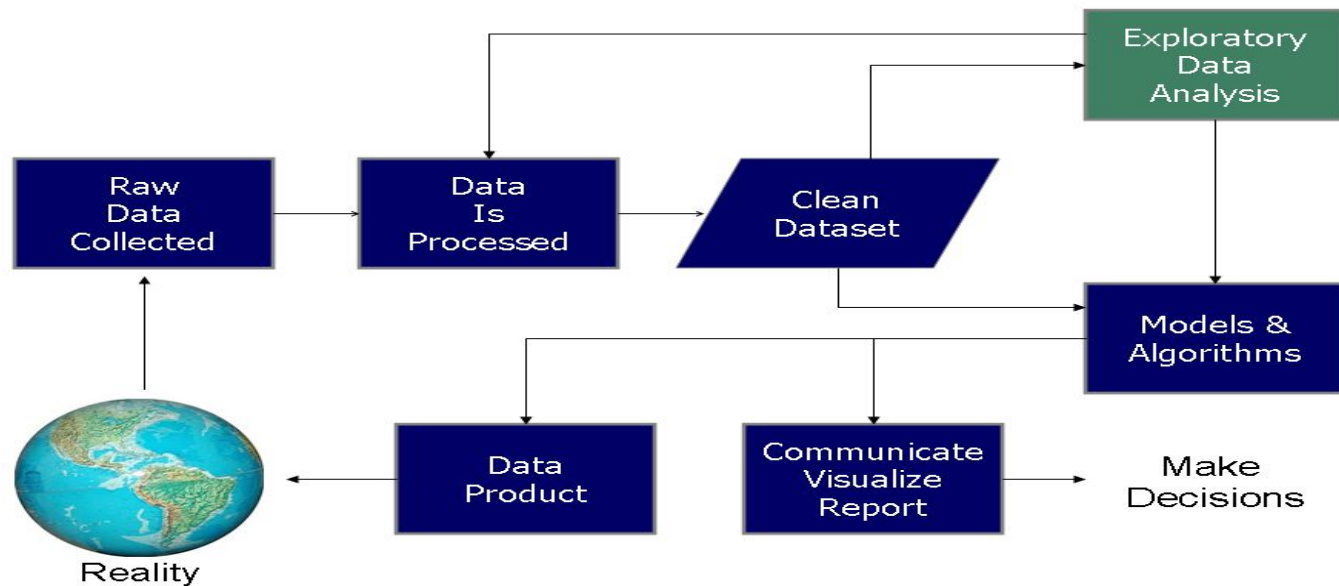 Exploratory
Data
Analysis
Raw
Data
Collected
Data
Is
Processed
Clean
Dataset
Models &
Algorithms
Data
Product
Communicate
Visualize
Report
Make
Decisions
Reality